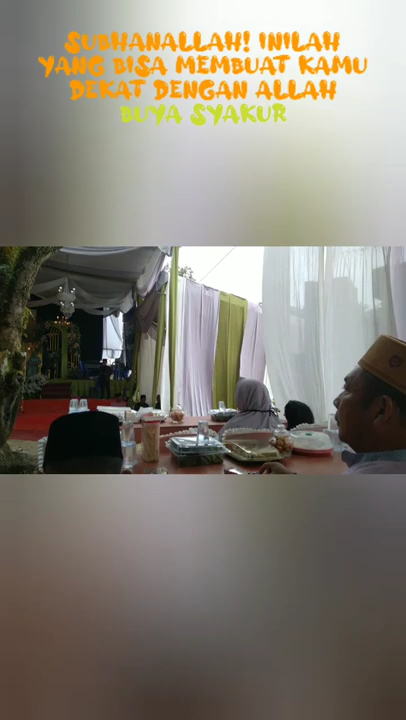 SUBHANALLAH! INILAH
YANG BISA MEMBUAT KAMU
DEKAT DENGAN ALLAH
BUYA SYAKUR